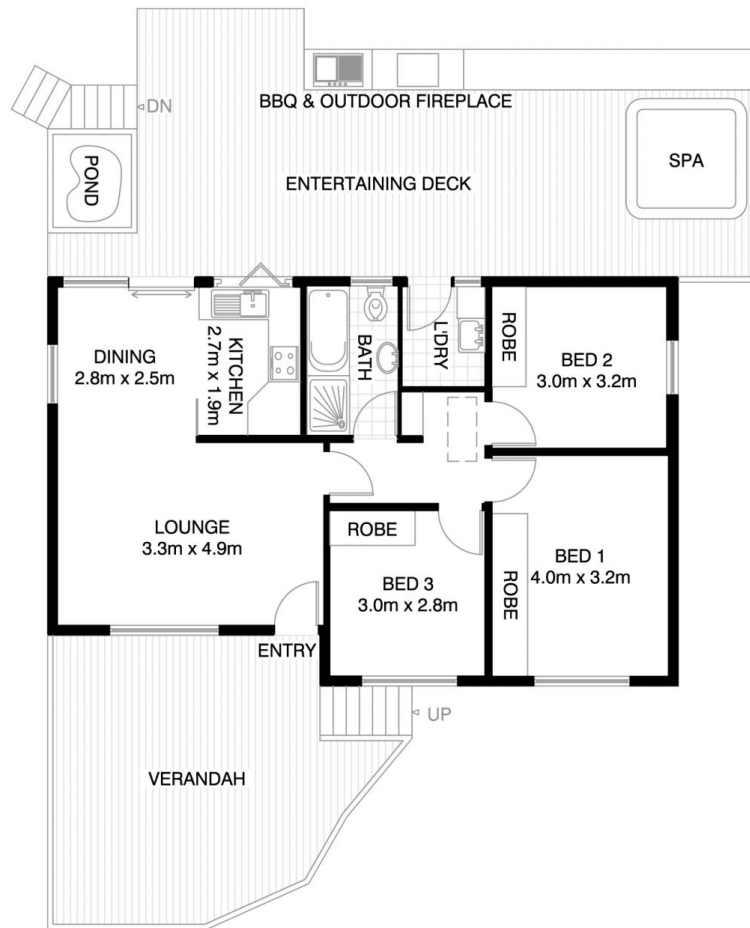 DN
BBQ & OUTDOOR FIREPLACE
POND
SPA
ENTERTAINING DECK
DINING
2.8m x 2.5m
KITCHEN
2.7m x 1.9m
BATH
L'DRY
ROBE
BED 2
3.0m x 3.2m
LOUNGE
3.3m x 4.9m
ROBE
BED 3
3.0m x 2.8m
ROBE
BED 1
4.0m x 3.2m
ENTRY
UP
VERANDAH